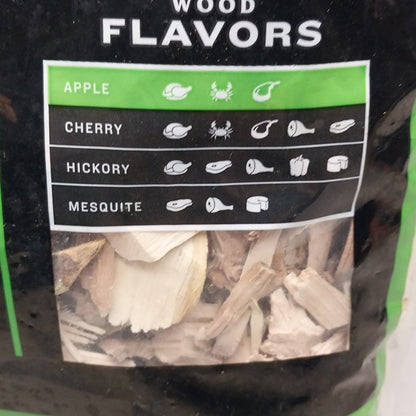 WOOD
FLAVORS
APPLE
CHERRY
HICKORY
MESQUITE